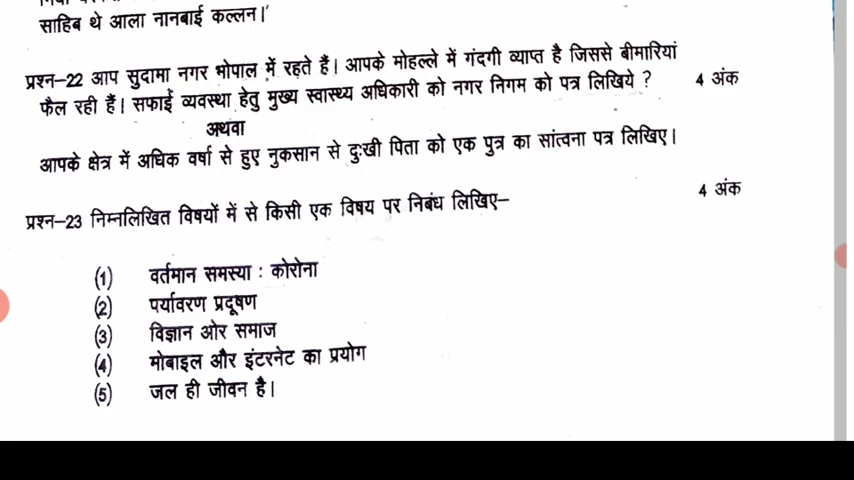 साहिब थे आला नानबाई कल्लन।'
प्रश्न–22 आप सुदामा नगर भोपाल में रहते हैं। आपके मोहल्ले में गंदगी व्याप्त है जिससे बीमारियां
फैल रही हैं। सफाई व्यवस्था हेतु मुख्य स्वास्थ्य अधिकारी को नगर निगम को पत्र लिखिये ? 4 अंक
अथवा
आपके क्षेत्र में अधिक वर्षा से हुए नुकसान से दुःखी पिता को एक पुत्र का सांत्वना पत्र लिखिए।
प्रश्न–23 निम्नलिखित विषयों में से किसी एक विषय पर निबंध लिखिए– 4 अंक
(1) वर्तमान समस्या : कोरोना
(2) पर्यावरण प्रदूषण
(3) विज्ञान ओर समाज
(4) मोबाइल और इंटरनेट का प्रयोग
(5) जल ही जीवन है।